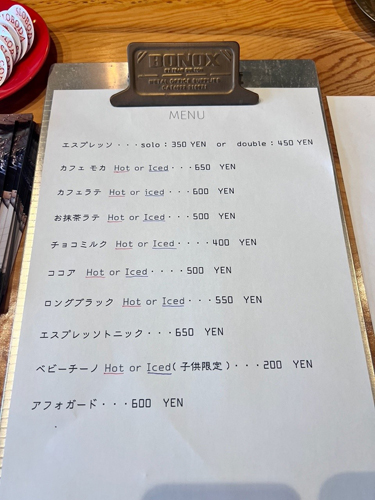 SLOBODA
BONOX
METAL OFFICE SUPPLIES
MENU
エスプレッソ・・・solo：350 YEN or double：450 YEN
カフェ モカ Hot or Iced・・・650 YEN
カフェラテ Hot or Iced・・・600 YEN
お抹茶ラテ Hot or Iced・・・500 YEN
チョコミルク Hot or Iced・・・・400 YEN
ココア Hot or Iced・・・・500 YEN
ロングブラック Hot or Iced・・・550 YEN
エスプレッソトニック・・・650 YEN
ベビーチーノ Hot or Iced(子供限定)・・・200 YEN
アフォガード・・・600 YEN